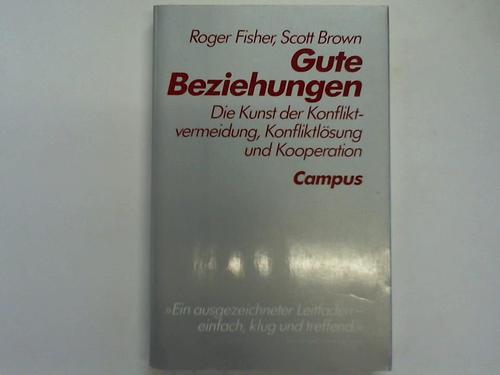 Roger Fisher, Scott Brown
Gute
Beziehungen
Die Kunst der Konflikt-
vermeidung, Konfliktlösung
und Kooperation
Campus
»Ein ausgezeichneter Leitfaden –
einfach, klug und treffend.«